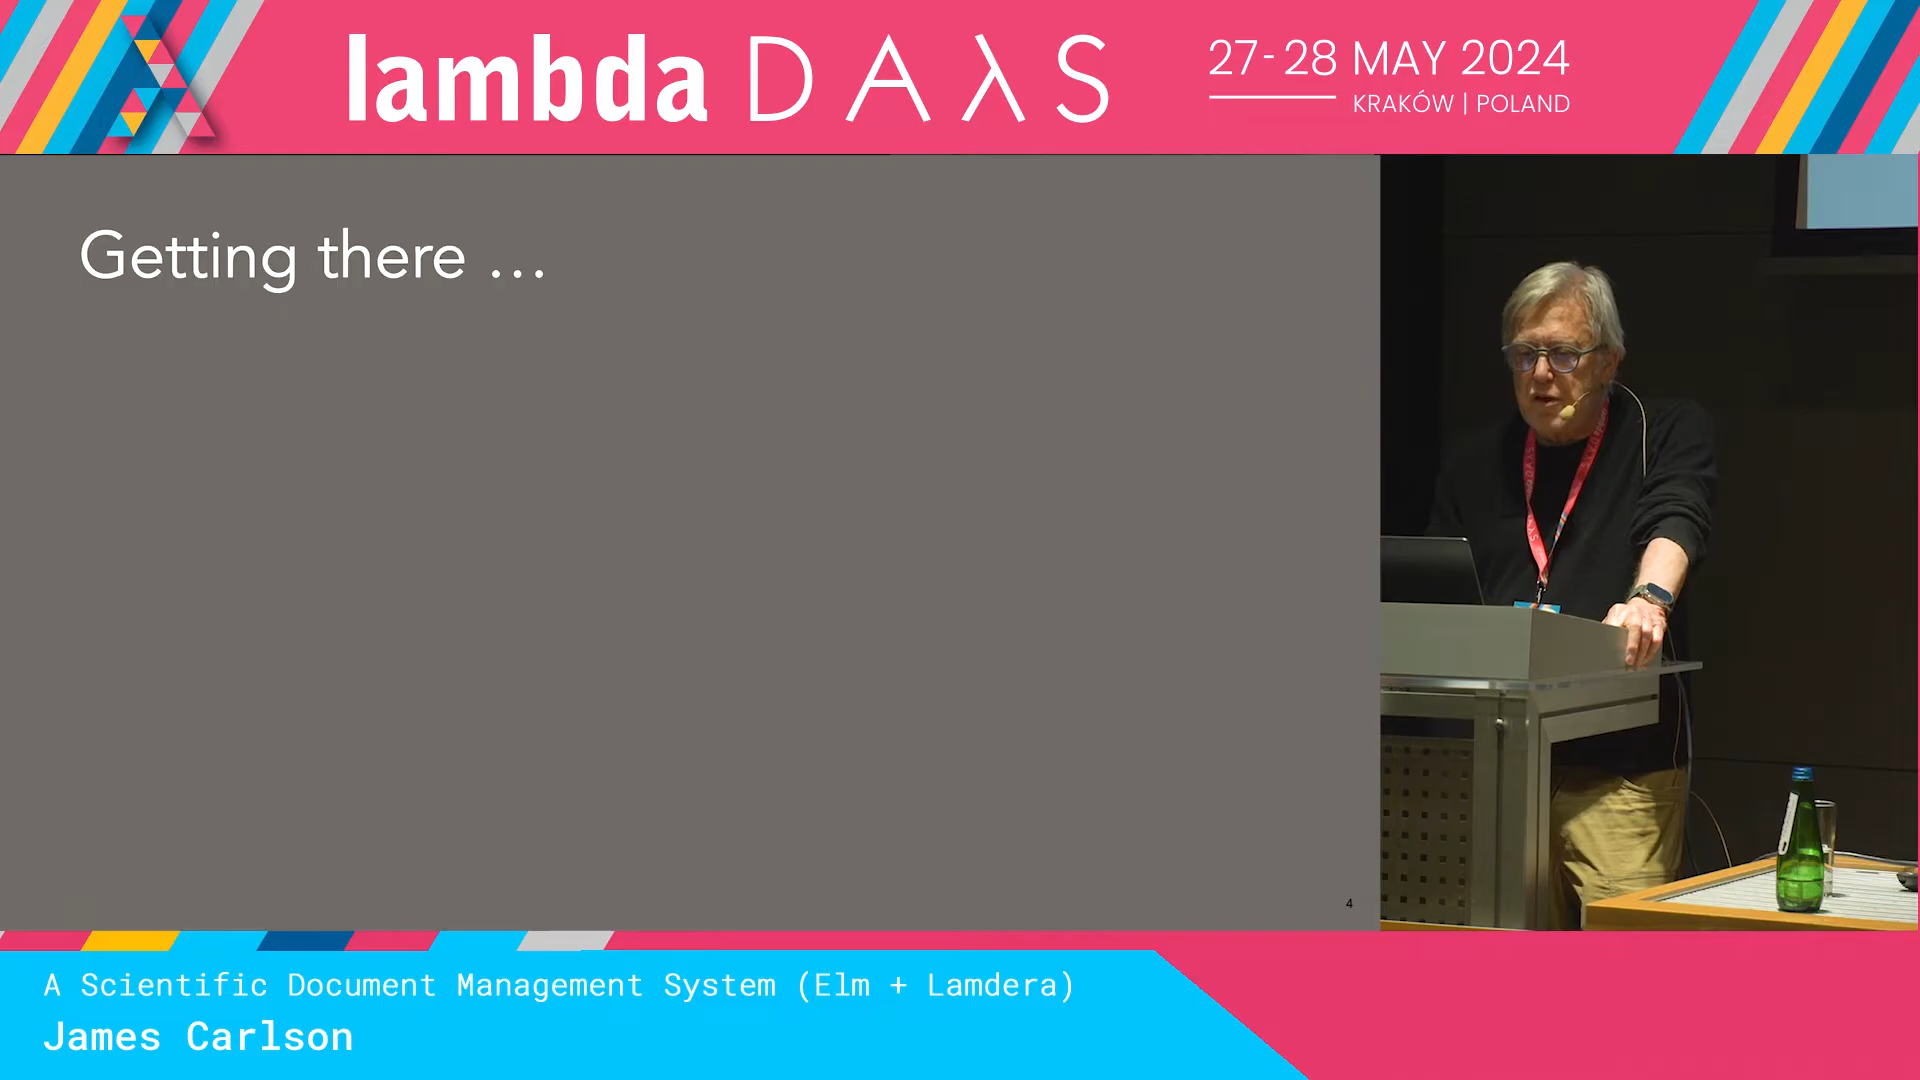 lambda DAλS
27-28 MAY 2024
KRAKÓW | POLAND
Getting there ...
4
A Scientific Document Management System (Elm + Lamdera)
James Carlson